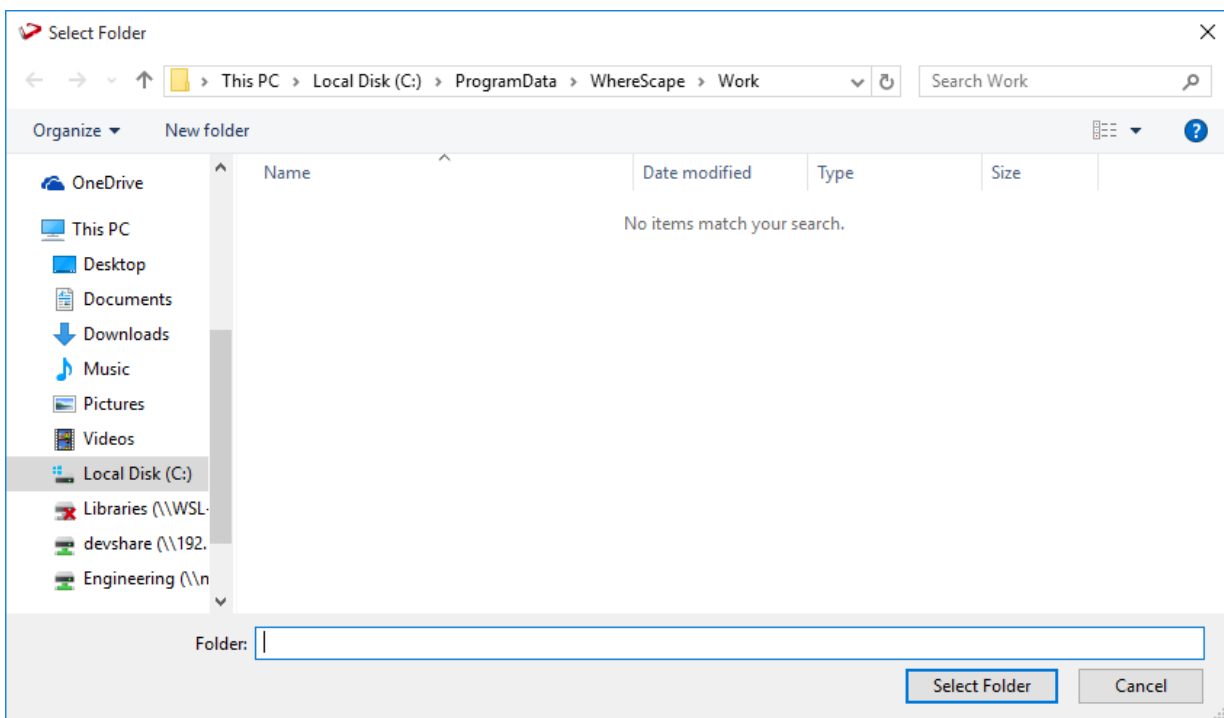 Select Folder
This PC > Local Disk (C:) > ProgramData > WhereScape > Work
Search Work
Organize
New folder
?
Name
Date modified
Type
Size
No items match your search.
OneDrive
This PC
Desktop
Documents
Downloads
Music
Pictures
Videos
Local Disk (C:)
Libraries (\\WSL-
devshare (\\192.
Engineering (\\n
Folder:
Select Folder
Cancel